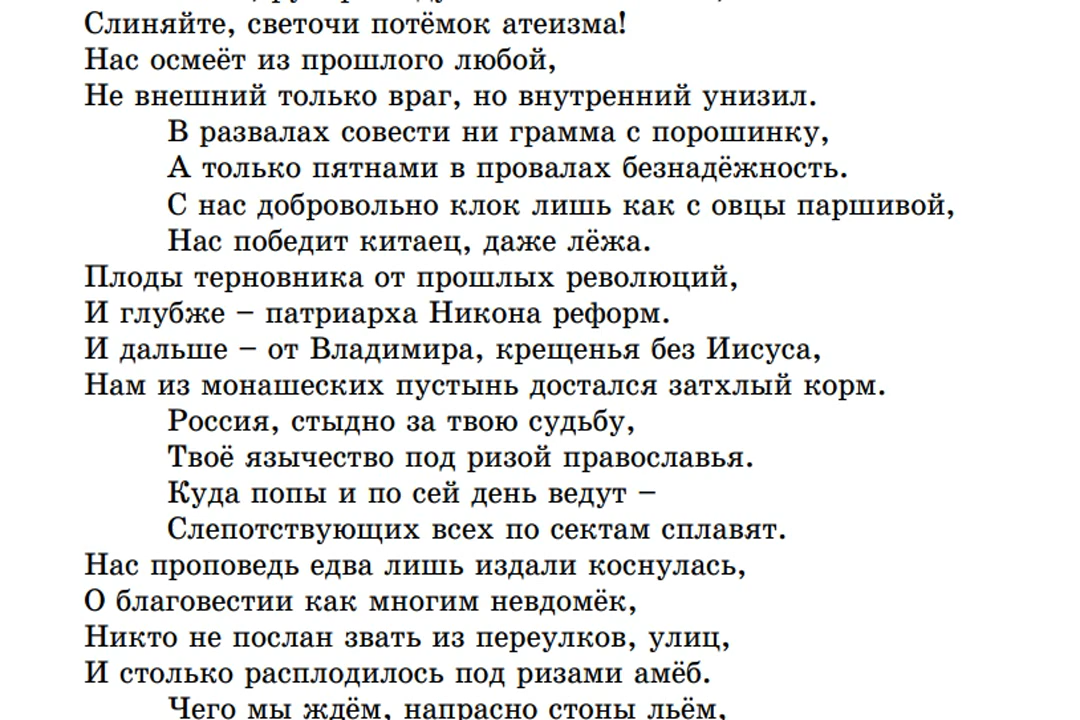 Слиняйте, светочи потёмок атеизма!
Нас осмеёт из прошлого любой,
Не внешний только враг, но внутренний унизил.
В развалах совести ни грамма с порошинку,
А только пятнами в провалах безнадёжность.
С нас добровольно клок лишь как с овцы паршивой,
Нас победит китаец, даже лёжа.
Плоды терновника от прошлых революций,
И глубже – патриарха Никона реформ.
И дальше – от Владимира, крещенья без Иисуса,
Нам из монашеских пустынь достался затхлый корм.
Россия, стыдно за твою судьбу,
Твоё язычество под ризой православья.
Куда попы и по сей день ведут –
Слепотствующих всех по сектам сплавят.
Нас проповедь едва лишь издали коснулась,
О благовестии как многим невдомёк,
Никто не послан звать из переулков, улиц,
И столько расплодилось под ризами амёб.
Чего мы ждём, напрасно стоны льём,